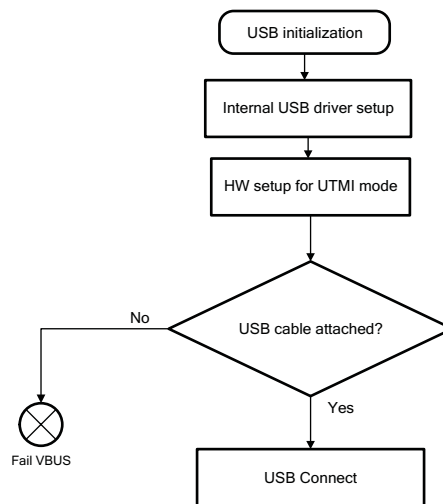 USB initialization
Internal USB driver setup
HW setup for UTMI mode
USB cable attached?
No
Yes
Fail VBUS
USB Connect